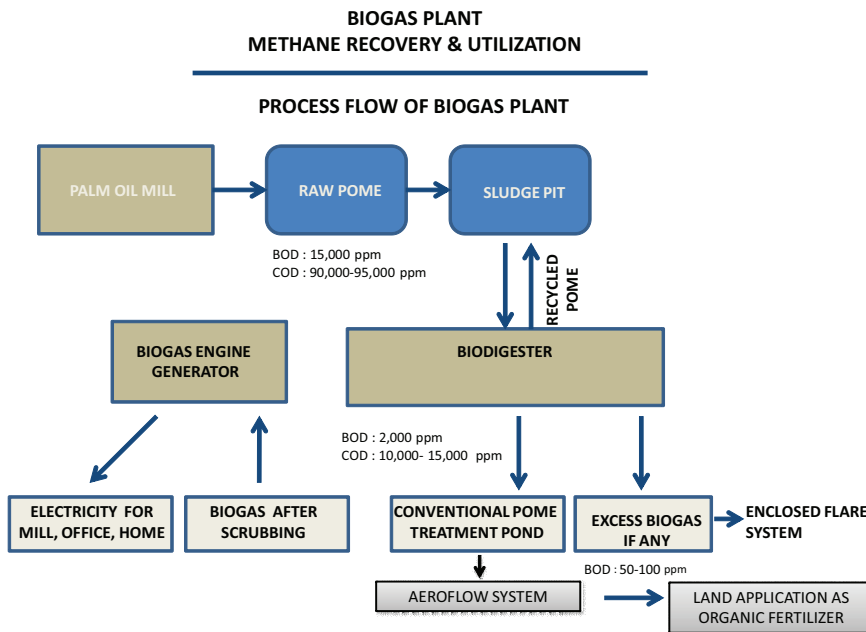 BIOGAS PLANT
METHANE RECOVERY & UTILIZATION
PROCESS FLOW OF BIOGAS PLANT
PALM OIL MILL
RAW POME
SLUDGE PIT
BOD : 15,000 ppm
COD : 90,000-95,000 ppm
RECYCLED
POME
BIOGAS ENGINE
GENERATOR
BIODIGESTER
BOD : 2,000 ppm
COD : 10,000- 15,000 ppm
ELECTRICITY FOR
MILL, OFFICE, HOME
BIOGAS AFTER
SCRUBBING
CONVENTIONAL POME
TREATMENT POND
EXCESS BIOGAS
IF ANY
ENCLOSED FLARE
SYSTEM
BOD : 50-100 ppm
AEROFLOW SYSTEM
LAND APPLICATION AS
ORGANIC FERTILIZER